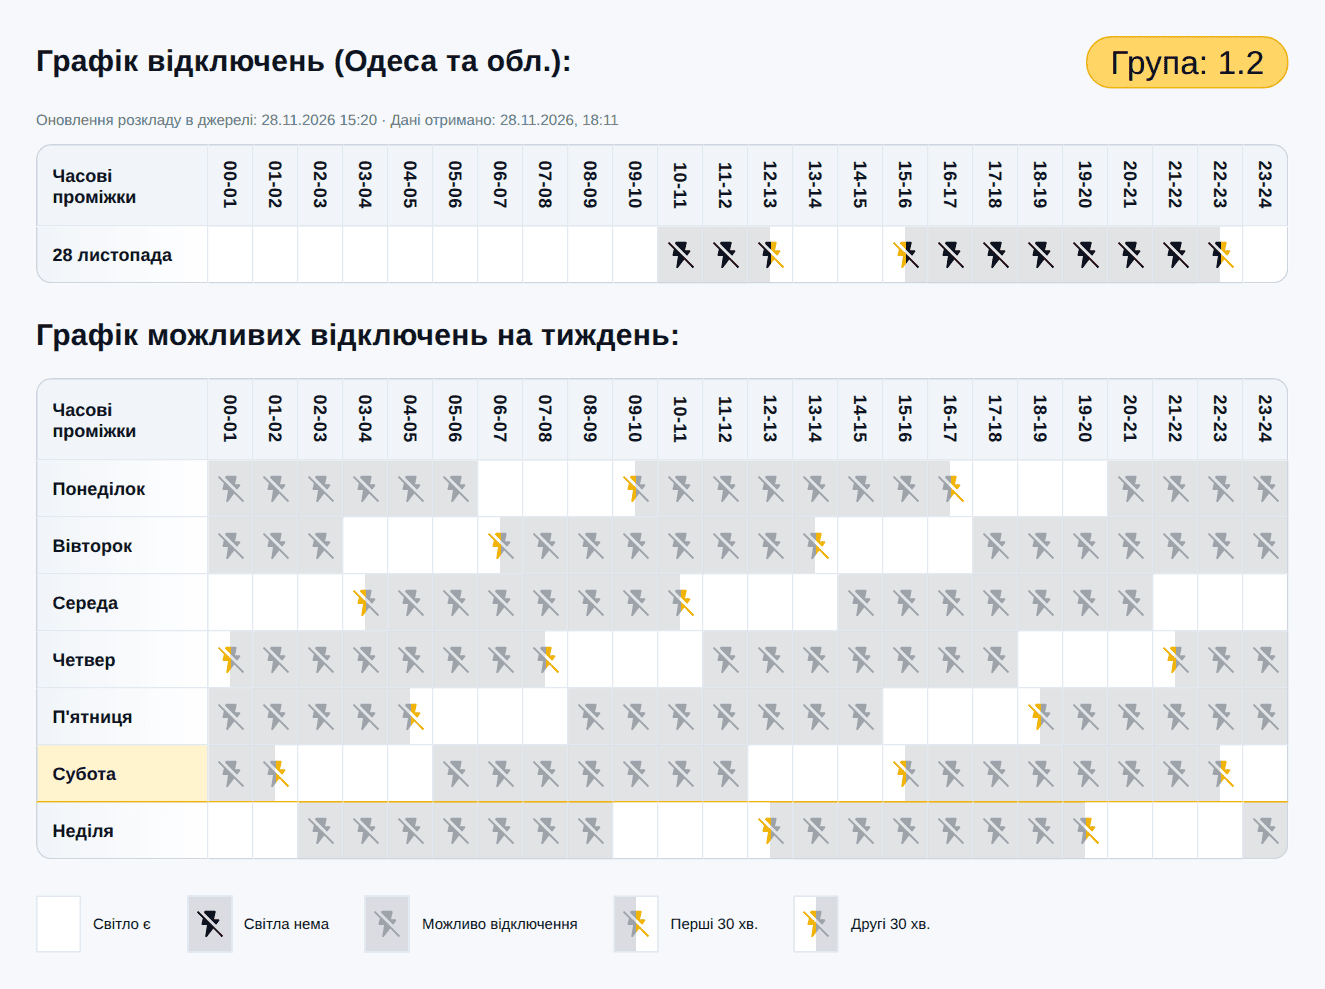 Графік відключень (Одеса та обл.):
Група: 1.2
Оновлення розкладу в джерелі: 28.11.2026 15:20 · Дані отримано: 28.11.2026, 18:11
Часові проміжки 00-01 01-02 02-03 03-04 04-05 05-06 06-07 07-08 08-09 09-10 10-11 11-12 12-13 13-14 14-15 15-16 16-17 17-18 18-19 19-20 20-21 21-22 22-23 23-24
28 листопада
Графік можливих відключень на тиждень:
Часові проміжки 00-01 01-02 02-03 03-04 04-05 05-06 06-07 07-08 08-09 09-10 10-11 11-12 12-13 13-14 14-15 15-16 16-17 17-18 18-19 19-20 20-21 21-22 22-23 23-24
Понеділок
Вівторок
Середа
Четвер
П'ятниця
Субота
Неділя
Світло є Світла нема Можливо відключення Перші 30 хв. Другі 30 хв.